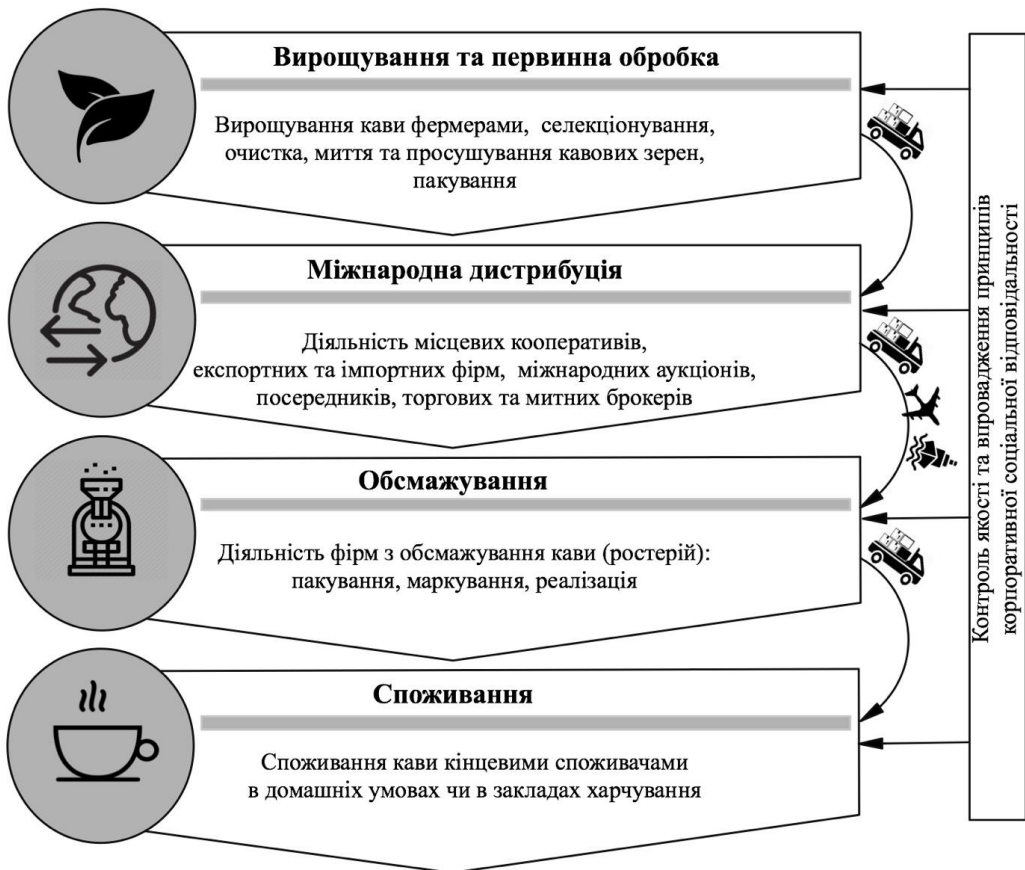 Вирощування та первинна обробка
Вирощування кави фермерами, селекціонування,
очистка, миття та просушування кавових зерен,
пакування
Міжнародна дистрибуція
Діяльність місцевих кооперативів,
експортних та імпортних фірм, міжнародних аукціонів,
посередників, торгових та митних брокерів
Обсмажування
Діяльність фірм з обсмажування кави (ростерій):
пакування, маркування, реалізація
Споживання
Споживання кави кінцевими споживачами
в домашніх умовах чи в закладах харчування
Контроль якості та впровадження принципів
корпоративної соціальної відповідальності